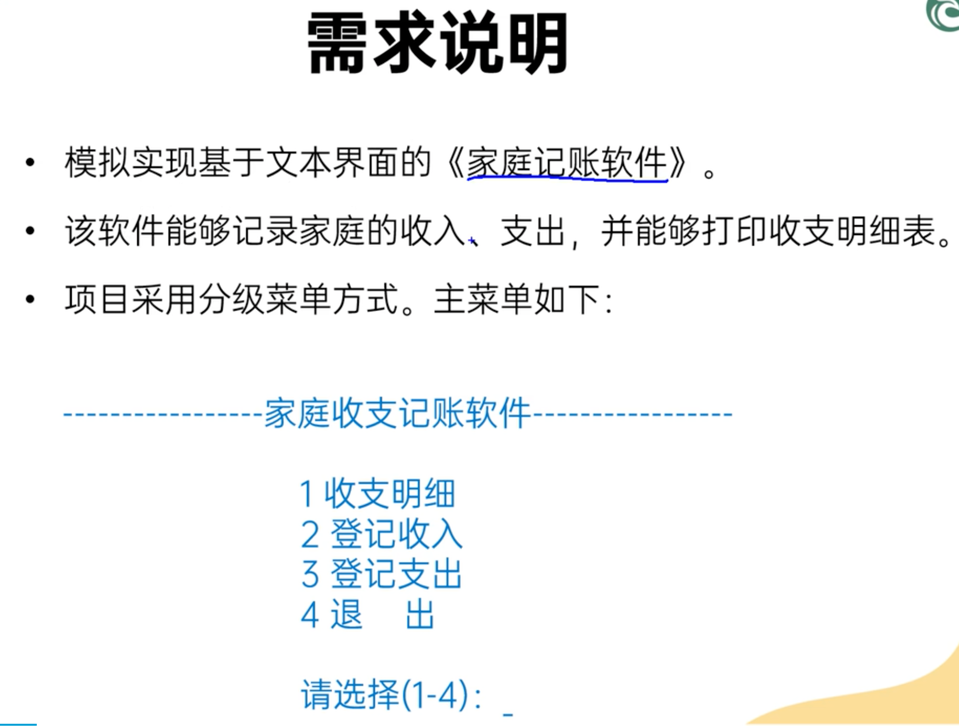 需求说明
• 模拟实现基于文本界面的《家庭记账软件》。
• 该软件能够记录家庭的收入、支出，并能够打印收支明细表。
• 项目采用分级菜单方式。主菜单如下：
-----------------家庭收支记账软件-----------------
1 收支明细
2 登记收入
3 登记支出
4 退 出
请选择(1-4)： _